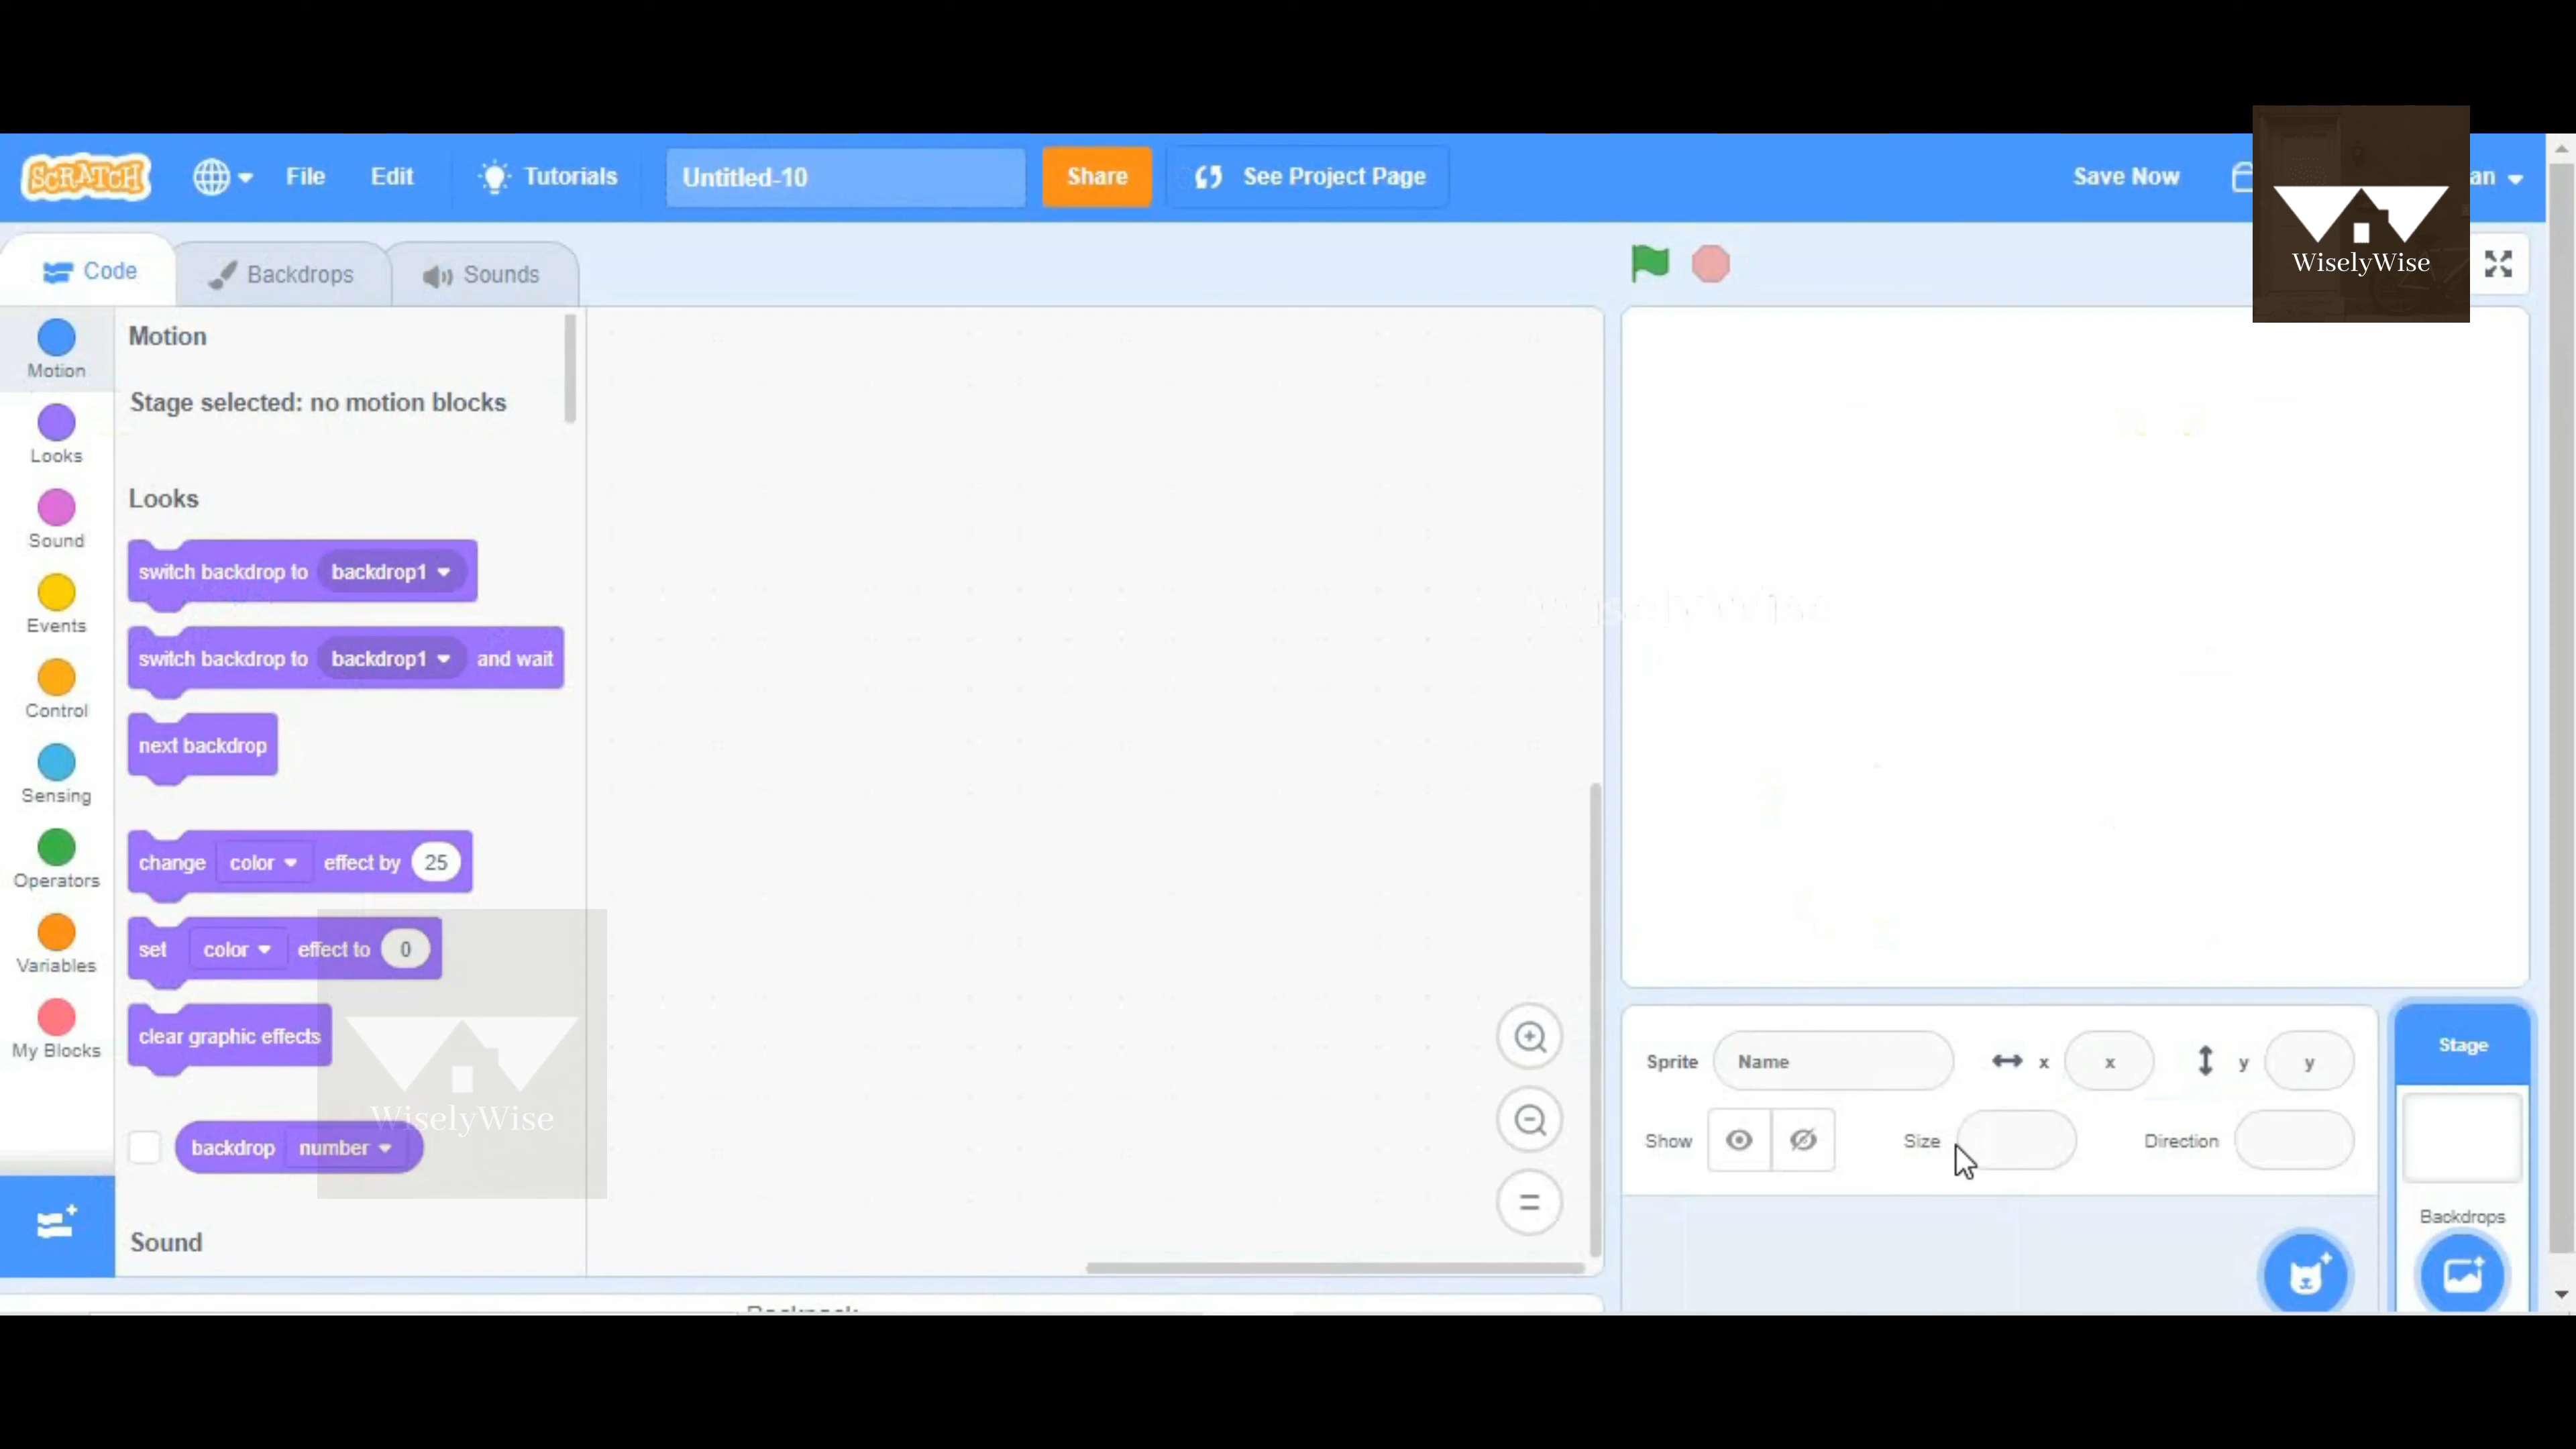 SCRATCH File Edit Tutorials Untitled-10 Share See Project Page Save Now an
WiselyWise
Code Backdrops Sounds
Motion
Looks
Sound
Events
Control
Sensing
Operators
Variables
My Blocks
Motion
Stage selected: no motion blocks
Looks
switch backdrop to backdrop1
switch backdrop to backdrop1 and wait
next backdrop
change color effect by 25
set color effect to 0
clear graphic effects
backdrop number
Sound
WiselyWise
WiselyWise
Sprite Name x x y y
Show Size Direction
Stage
Backdrops
Backpack